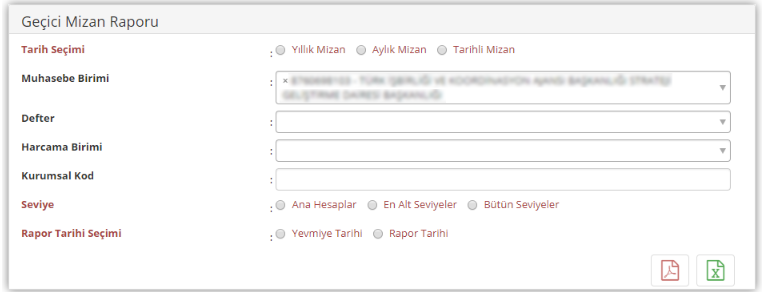 Geçici Mizan Raporu
Tarih Seçimi : Yıllık Mizan Aylık Mizan Tarihli Mizan
Muhasebe Birimi : × - TÜRK İŞBİRLİĞİ VE KOORDİNASYON AJANSI BAŞKANLIĞI STRATEJİ
GELİŞTİRME DAİRESİ BAŞKANLIĞI
Defter :
Harcama Birimi :
Kurumsal Kod :
Seviye : Ana Hesaplar En Alt Seviyeler Bütün Seviyeler
Rapor Tarihi Seçimi : Yevmiye Tarihi Rapor Tarihi